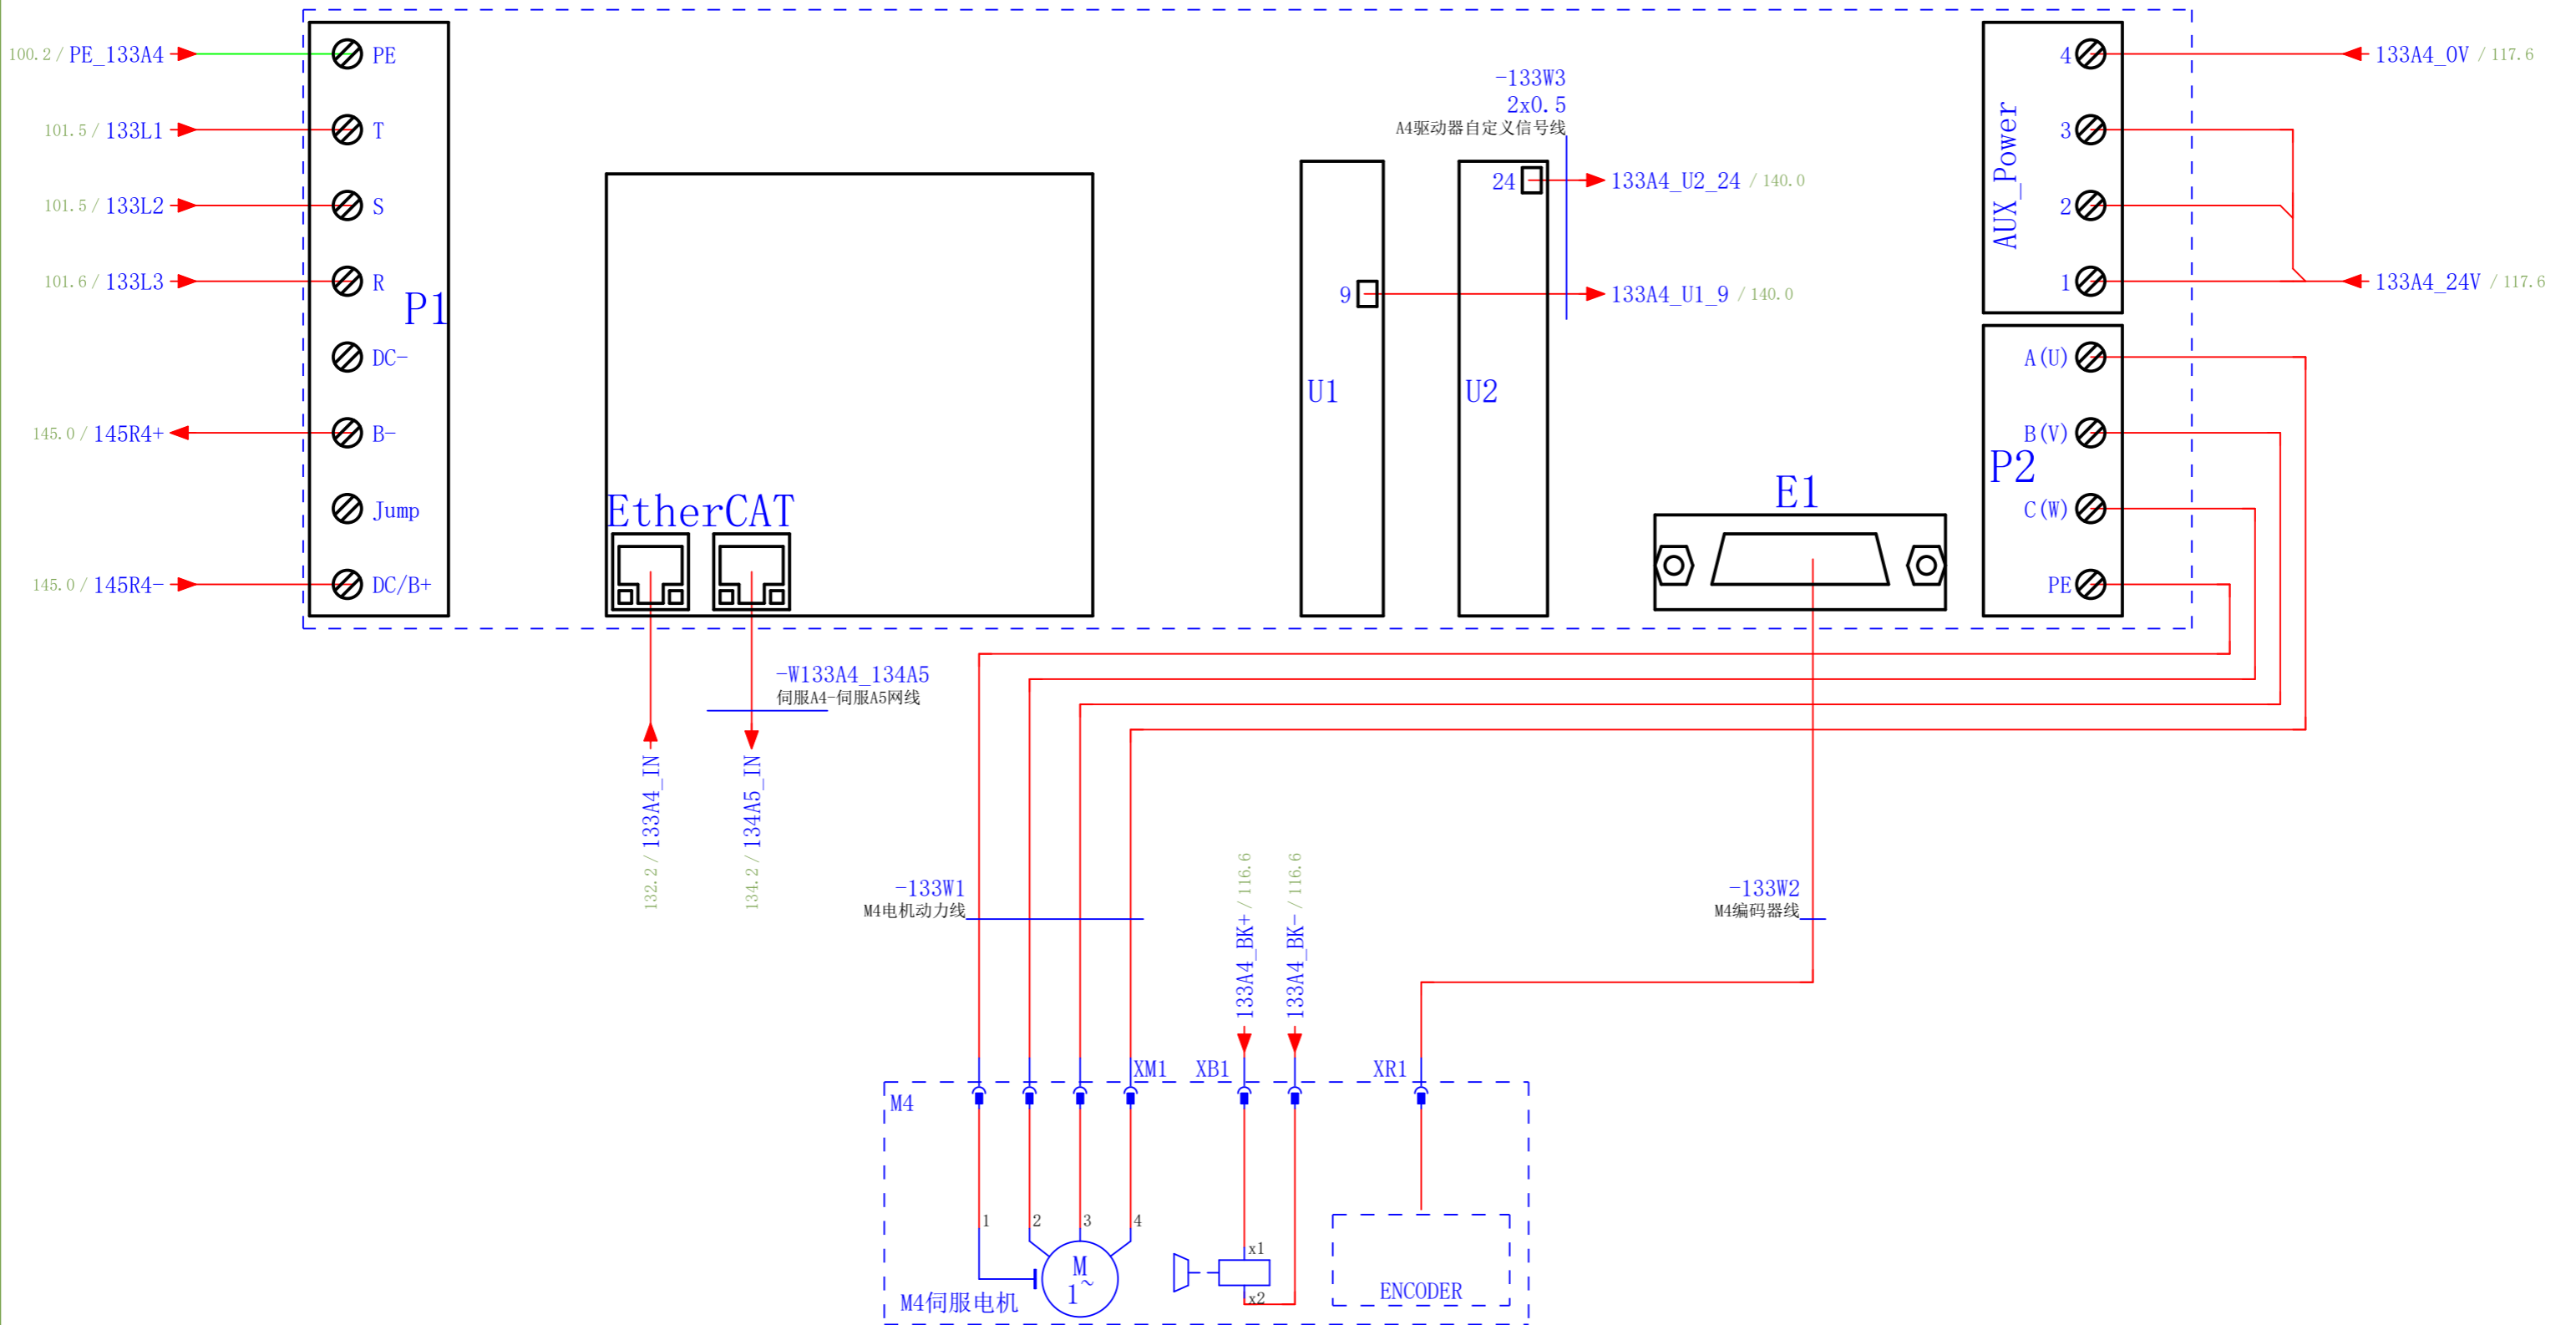 100.2 / PE_133A4
PE
101.5 / 133L1
T
101.5 / 133L2
S
101.6 / 133L3
R
P1
DC-
145.0 / 145R4+
B-
Jump
145.0 / 145R4-
DC/B+
EtherCAT
-133W3
2x0.5
A4驱动器自定义信号线
24
133A4_U2_24 / 140.0
9
133A4_U1_9 / 140.0
U1
U2
E1
AUX_Power
4
133A4_0V / 117.6
3
2
1
133A4_24V / 117.6
A(U)
B(V)
P2
C(W)
PE
-W133A4_134A5
伺服A4-伺服A5网线
132.2 / 133A4_IN
134.2 / 134A5_IN
-133W1
M4电机动力线
133A4_BK+ / 116.6
133A4_BK- / 116.6
-133W2
M4编码器线
XM1
XB1
XR1
M4
1
2
3
4
M
1~
M4伺服电机
x1
x2
ENCODER